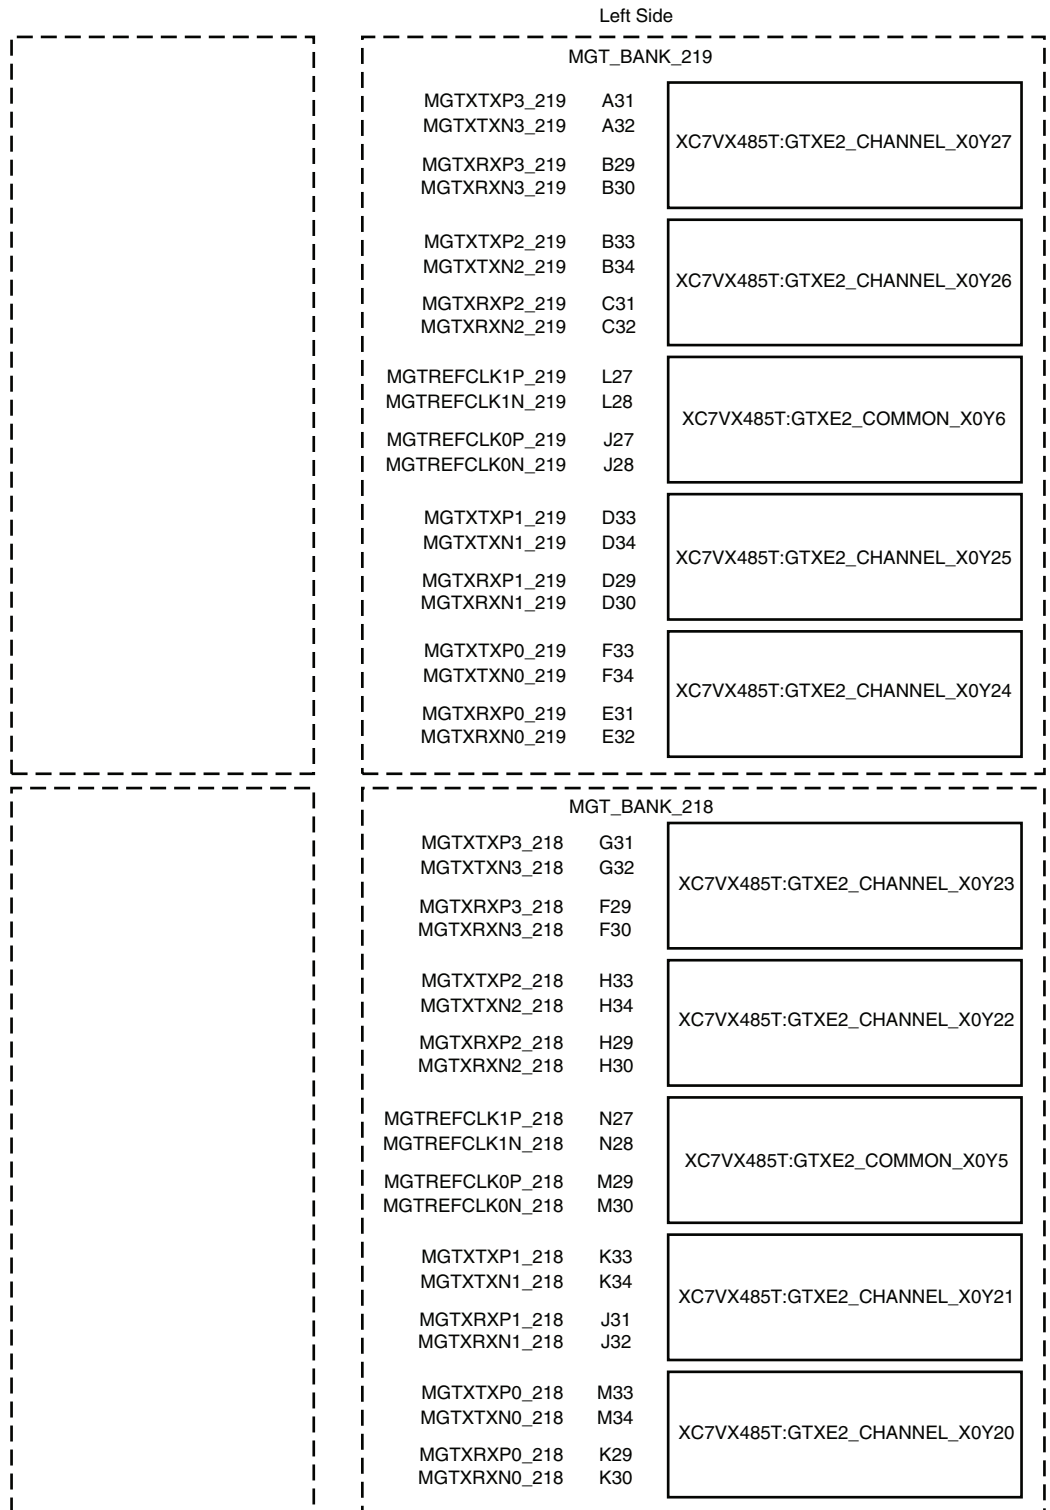 Left Side
MGT_BANK_219
MGTXTXP3_219 A31
MGTXTXN3_219 A32
XC7VX485T:GTXE2_CHANNEL_X0Y27
MGTXRXP3_219 B29
MGTXRXN3_219 B30
MGTXTXP2_219 B33
MGTXTXN2_219 B34
XC7VX485T:GTXE2_CHANNEL_X0Y26
MGTXRXP2_219 C31
MGTXRXN2_219 C32
MGTREFCLK1P_219 L27
MGTREFCLK1N_219 L28
XC7VX485T:GTXE2_COMMON_X0Y6
MGTREFCLK0P_219 J27
MGTREFCLK0N_219 J28
MGTXTXP1_219 D33
MGTXTXN1_219 D34
XC7VX485T:GTXE2_CHANNEL_X0Y25
MGTXRXP1_219 D29
MGTXRXN1_219 D30
MGTXTXP0_219 F33
MGTXTXN0_219 F34
XC7VX485T:GTXE2_CHANNEL_X0Y24
MGTXRXP0_219 E31
MGTXRXN0_219 E32
MGT_BANK_218
MGTXTXP3_218 G31
MGTXTXN3_218 G32
XC7VX485T:GTXE2_CHANNEL_X0Y23
MGTXRXP3_218 F29
MGTXRXN3_218 F30
MGTXTXP2_218 H33
MGTXTXN2_218 H34
XC7VX485T:GTXE2_CHANNEL_X0Y22
MGTXRXP2_218 H29
MGTXRXN2_218 H30
MGTREFCLK1P_218 N27
MGTREFCLK1N_218 N28
XC7VX485T:GTXE2_COMMON_X0Y5
MGTREFCLK0P_218 M29
MGTREFCLK0N_218 M30
MGTXTXP1_218 K33
MGTXTXN1_218 K34
XC7VX485T:GTXE2_CHANNEL_X0Y21
MGTXRXP1_218 J31
MGTXRXN1_218 J32
MGTXTXP0_218 M33
MGTXTXN0_218 M34
XC7VX485T:GTXE2_CHANNEL_X0Y20
MGTXRXP0_218 K29
MGTXRXN0_218 K30